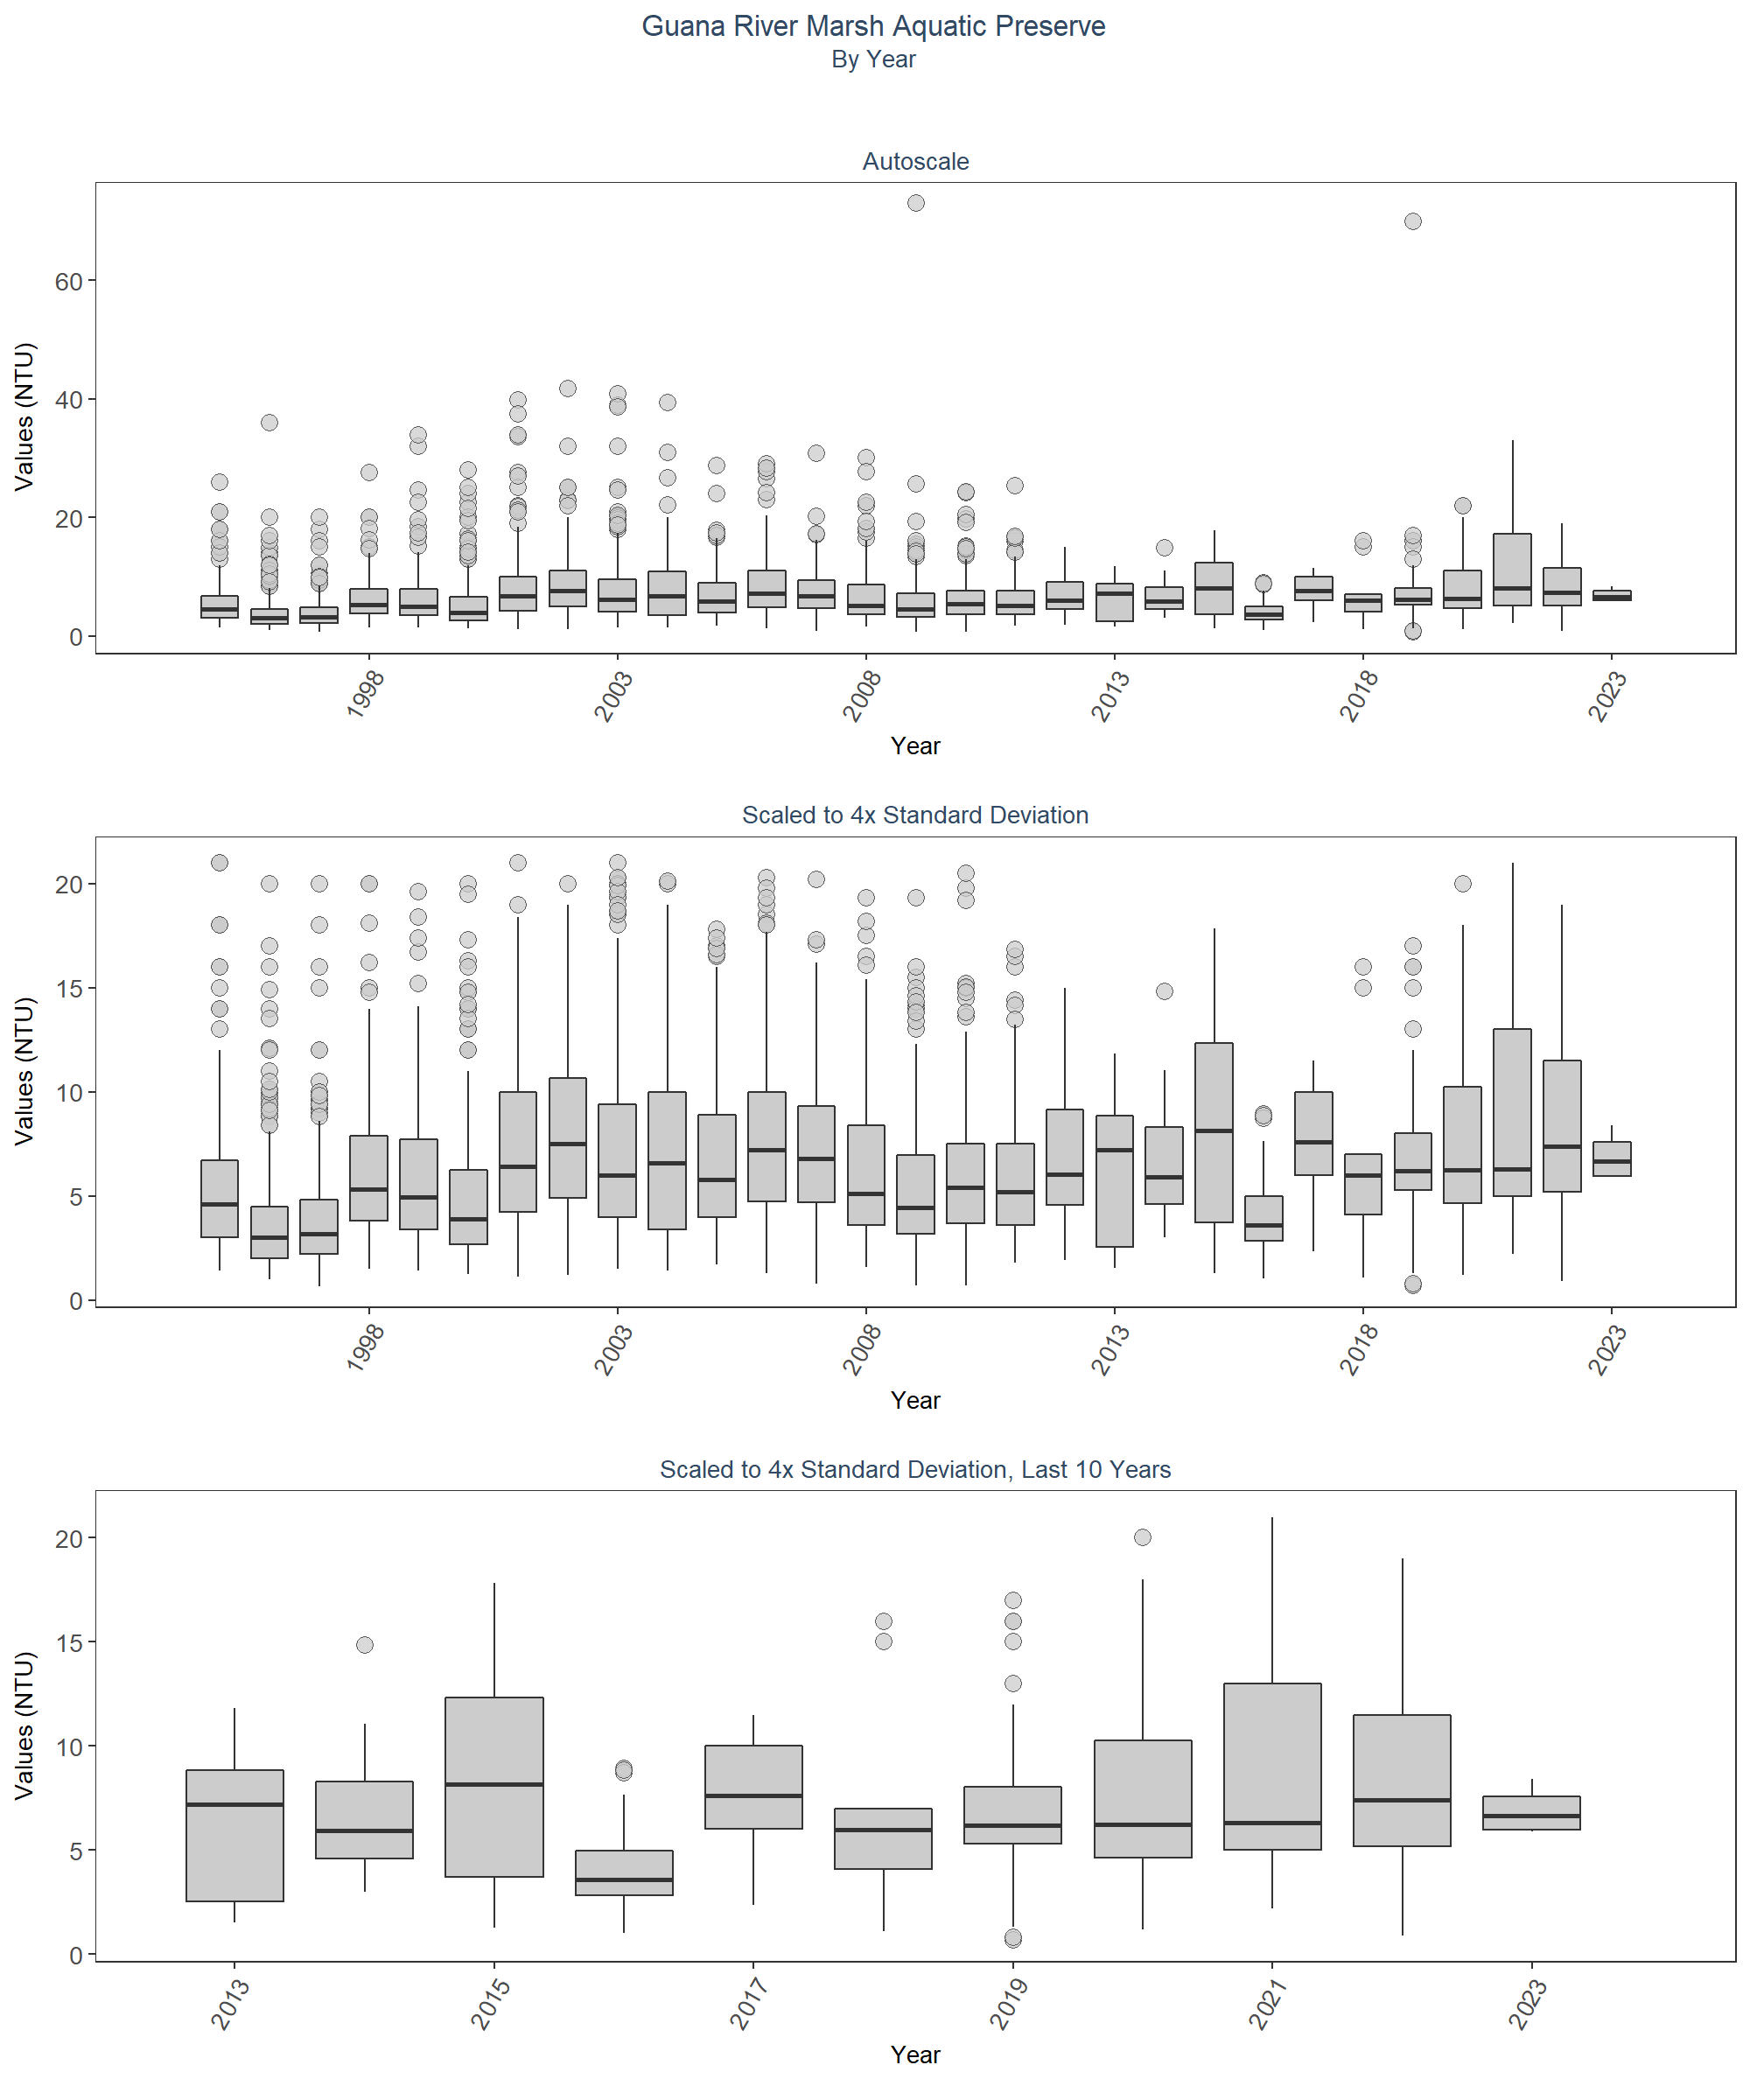 Guana River Marsh Aquatic Preserve
By Year
Autoscale
Values (NTU)
60
40
20
0
1998 2003 2008 2013 2018 2023
Year
Scaled to 4x Standard Deviation
Values (NTU)
20
15
10
5
0
1998 2003 2008 2013 2018 2023
Year
Scaled to 4x Standard Deviation, Last 10 Years
Values (NTU)
20
15
10
5
0
2013 2015 2017 2019 2021 2023
Year